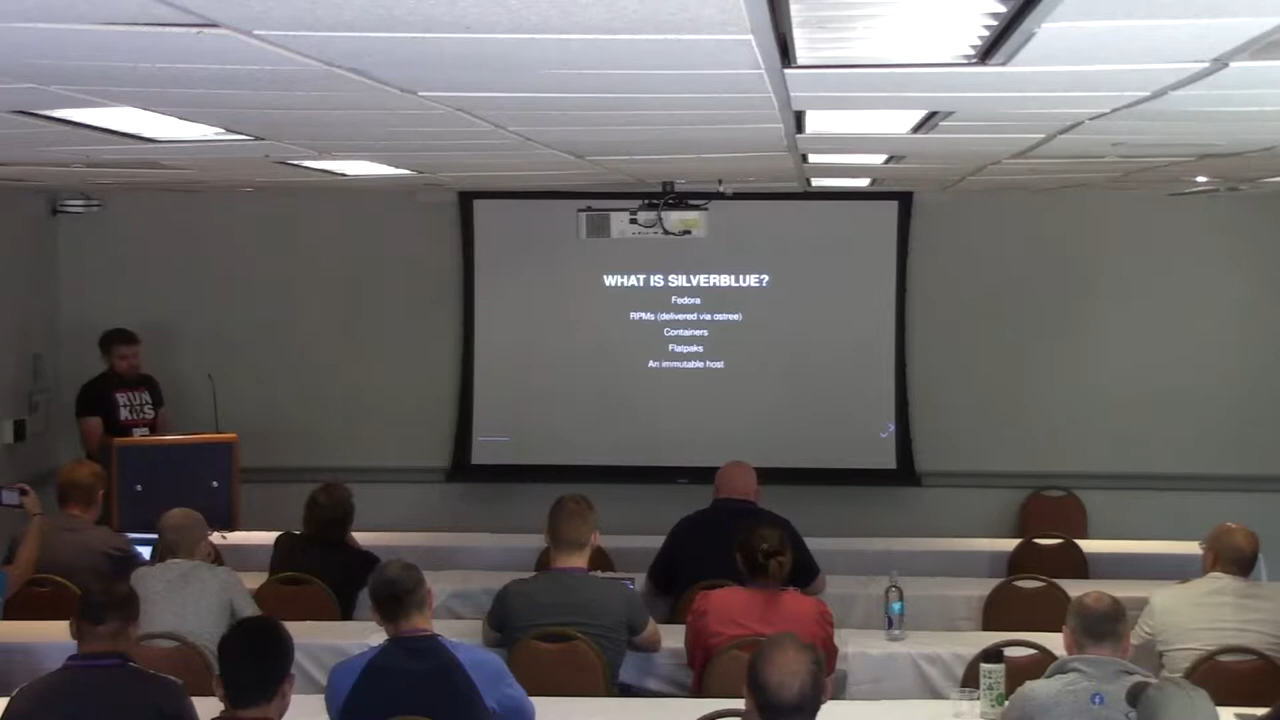 WHAT IS SILVERBLUE?
Fedora
RPMs (delivered via ostree)
Containers
Flatpaks
An immutable host
RUN
K8S